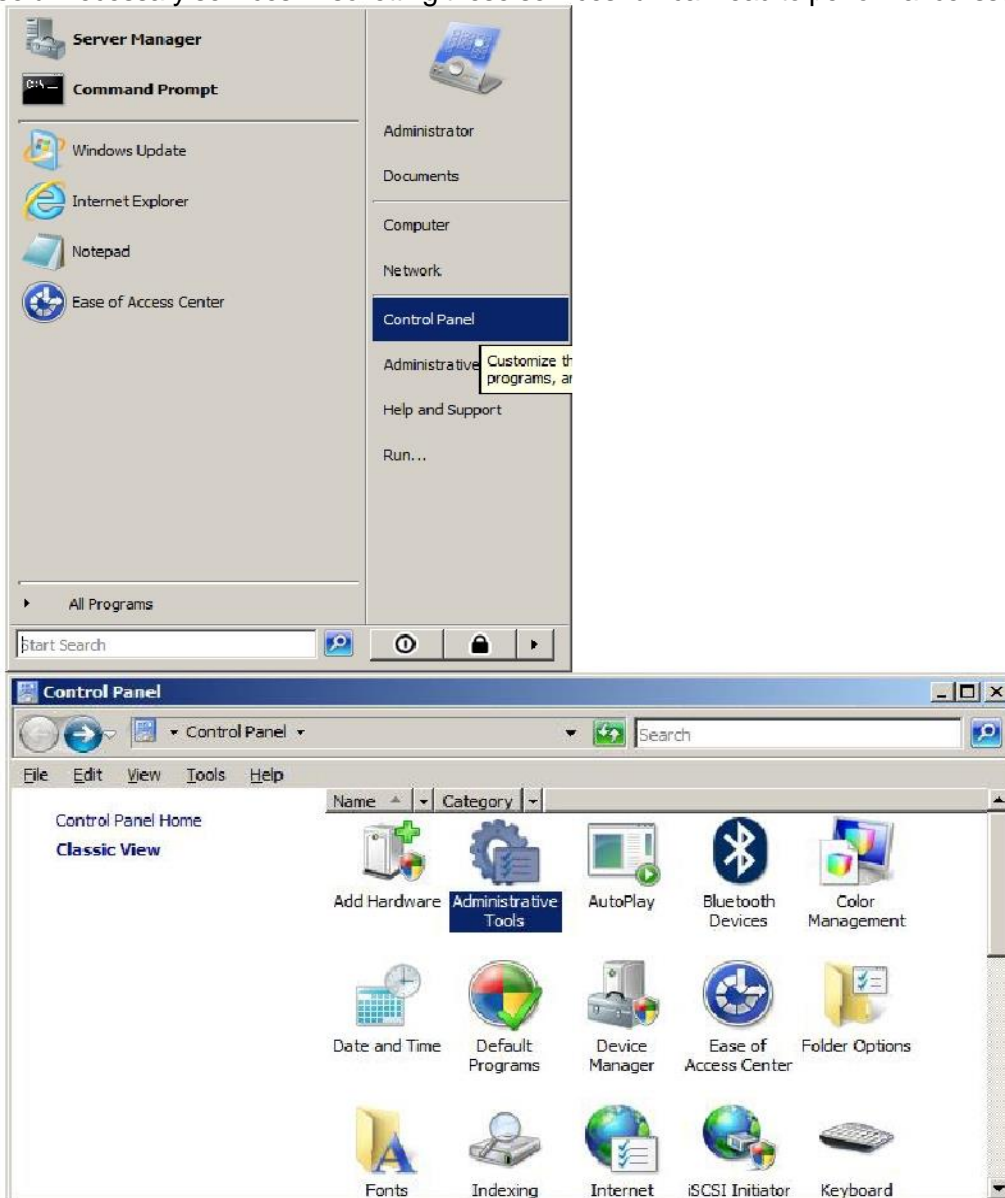 Server Manager
Command Prompt
Windows Update
Internet Explorer
Notepad
Ease of Access Center
All Programs
Start Search
Administrator
Documents
Computer
Network
Control Panel
Administrative
Customize th
programs, an
Help and Support
Run...
Control Panel
Control Panel
Search
File Edit View Tools Help
Control Panel Home
Classic View
Name Category
Add Hardware
Administrative
Tools
AutoPlay
Bluetooth
Devices
Color
Management
Date and Time
Default
Programs
Device
Manager
Ease of
Access Center
Folder Options
Fonts
Indexing
Internet
iSCSI Initiator
Keyboard